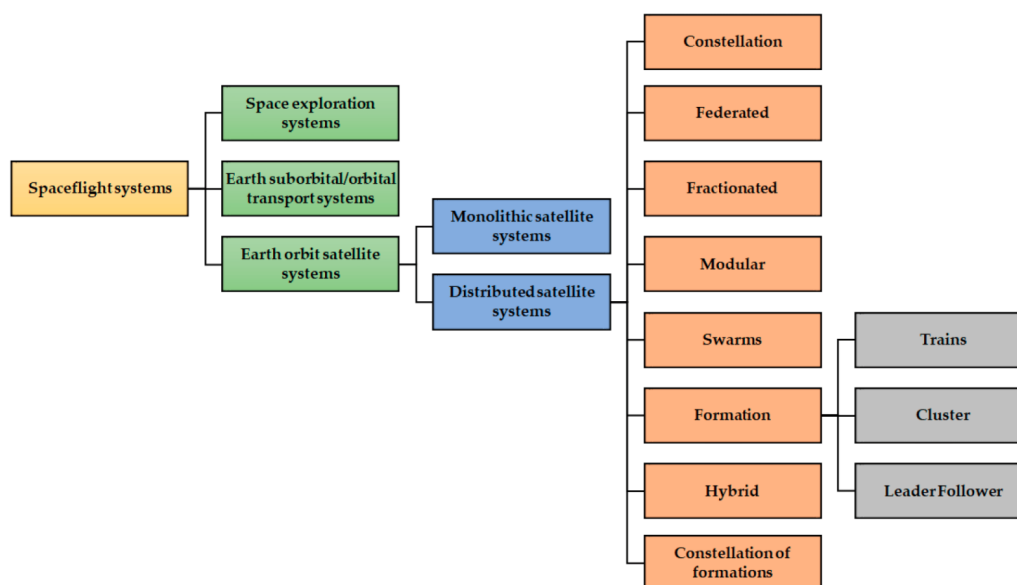 Spaceflight systems
Space exploration
systems
Earth suborbital/orbital
transport systems
Earth orbit satellite
systems
Monolithic satellite
systems
Distributed satellite
systems
Constellation
Federated
Fractionated
Modular
Swarms
Formation
Hybrid
Constellation of
formations
Trains
Cluster
Leader Follower